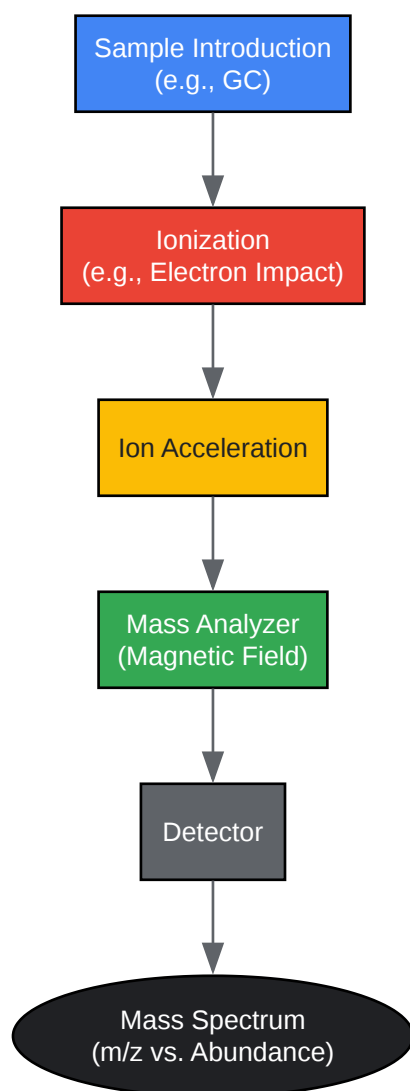 Sample Introduction
(e.g., GC)
Ionization
(e.g., Electron Impact)
Ion Acceleration
Mass Analyzer
(Magnetic Field)
Detector
Mass Spectrum
(m/z vs. Abundance)